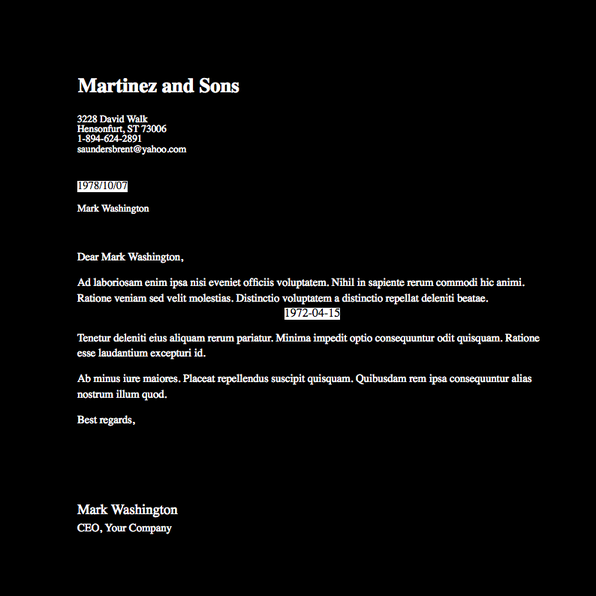 Martinez and Sons
3228 David Walk
Hensonfurt, ST 73006
1-894-624-2891
saundersbrent@yahoo.com
1978/10/07
Mark Washington
Dear Mark Washington,
Ad laboriosam enim ipsa nisi eveniet officiis voluptatem. Nihil in sapiente rerum commodi hic animi.
Ratione veniam sed velit molestias. Distinctio voluptatem a distinctio repellat deleniti beatae.
1972-04-15
Tenetur deleniti eius aliquam rerum pariatur. Minima impedit optio consequuntur odit quisquam. Ratione
esse laudantium excepturi id.
Ab minus iure maiores. Placeat repellendus suscipit quisquam. Quibusdam rem ipsa consequuntur alias
nostrum illum quod.
Best regards,
Mark Washington
CEO, Your Company